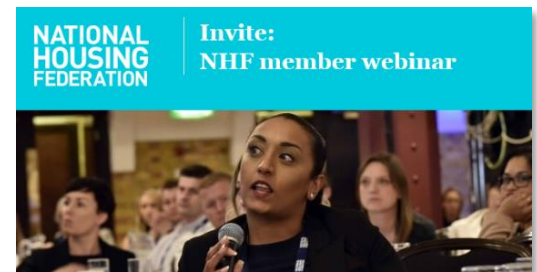 NATIONAL
HOUSING
FEDERATION
Invite:
NHF member webinar